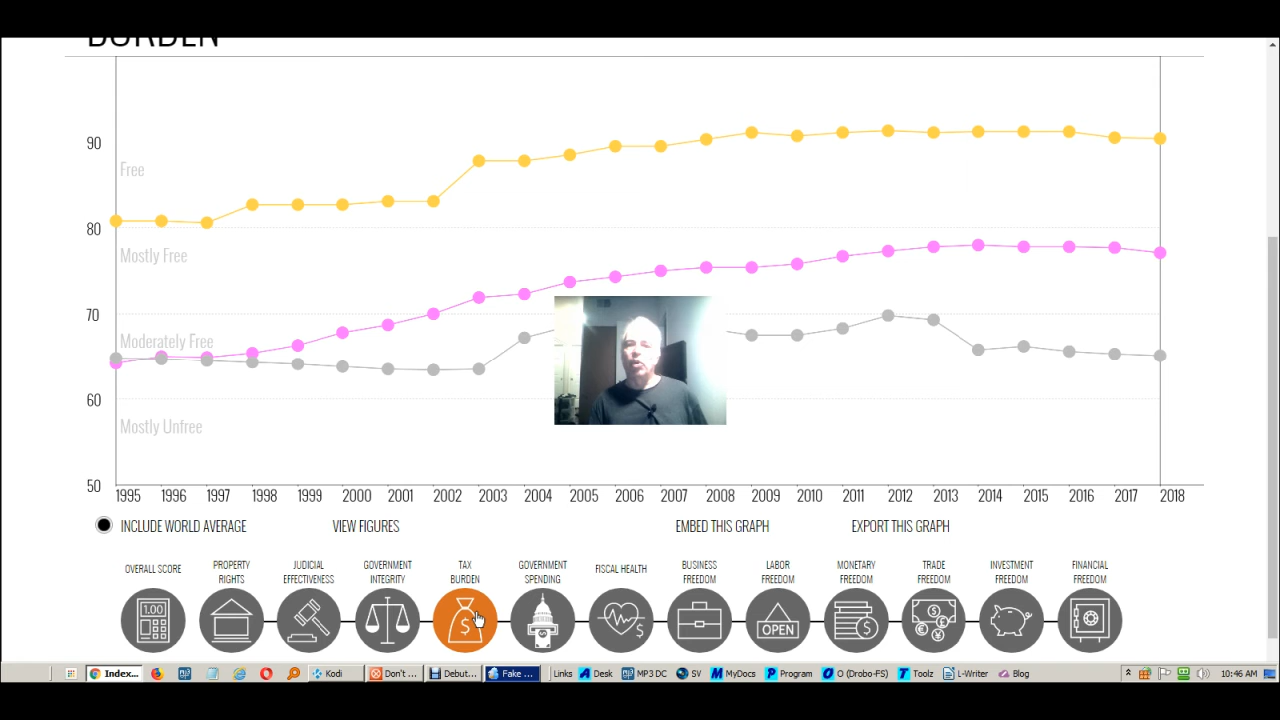 BURDEN
90
Free
80
Mostly Free
70
Moderately Free
60
Mostly Unfree
50
1995 1996 1997 1998 1999 2000 2001 2002 2003 2004 2005 2006 2007 2008 2009 2010 2011 2012 2013 2014 2015 2016 2017 2018
INCLUDE WORLD AVERAGE VIEW FIGURES EMBED THIS GRAPH EXPORT THIS GRAPH
OVERALL SCORE
PROPERTY RIGHTS
JUDICIAL EFFECTIVENESS
GOVERNMENT INTEGRITY
TAX BURDEN
GOVERNMENT SPENDING
FISCAL HEALTH
BUSINESS FREEDOM
LABOR FREEDOM
MONETARY FREEDOM
TRADE FREEDOM
INVESTMENT FREEDOM
FINANCIAL FREEDOM
1.00
OPEN
Index... Kodi Don't ... Debut... Fake ... Links Desk MP3 DC SV MyDocs Program O (Drobo-FS) Toolz L-Writer Blog 10:46 AM